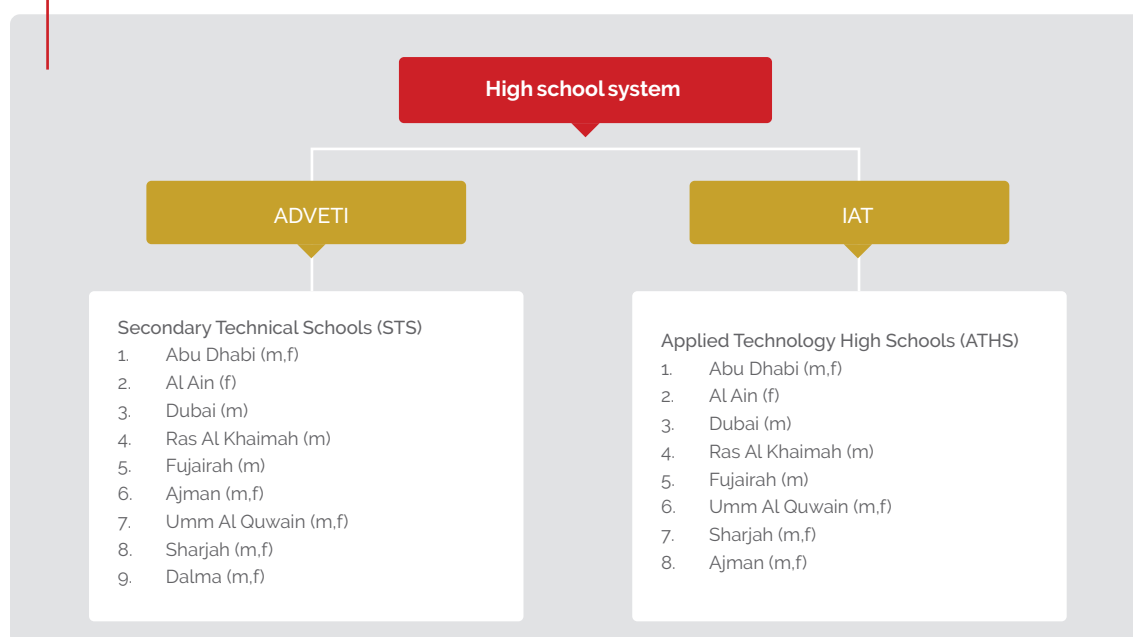 High school system
ADVETI
IAT
Secondary Technical Schools (STS)
1. Abu Dhabi (m,f)
2. Al Ain (f)
3. Dubai (m)
4. Ras Al Khaimah (m)
5. Fujairah (m)
6. Ajman (m,f)
7. Umm Al Quwain (m,f)
8. Sharjah (m,f)
9. Dalma (m,f)
Applied Technology High Schools (ATHS)
1. Abu Dhabi (m,f)
2. Al Ain (f)
3. Dubai (m)
4. Ras Al Khaimah (m)
5. Fujairah (m)
6. Umm Al Quwain (m,f)
7. Sharjah (m,f)
8. Ajman (m,f)